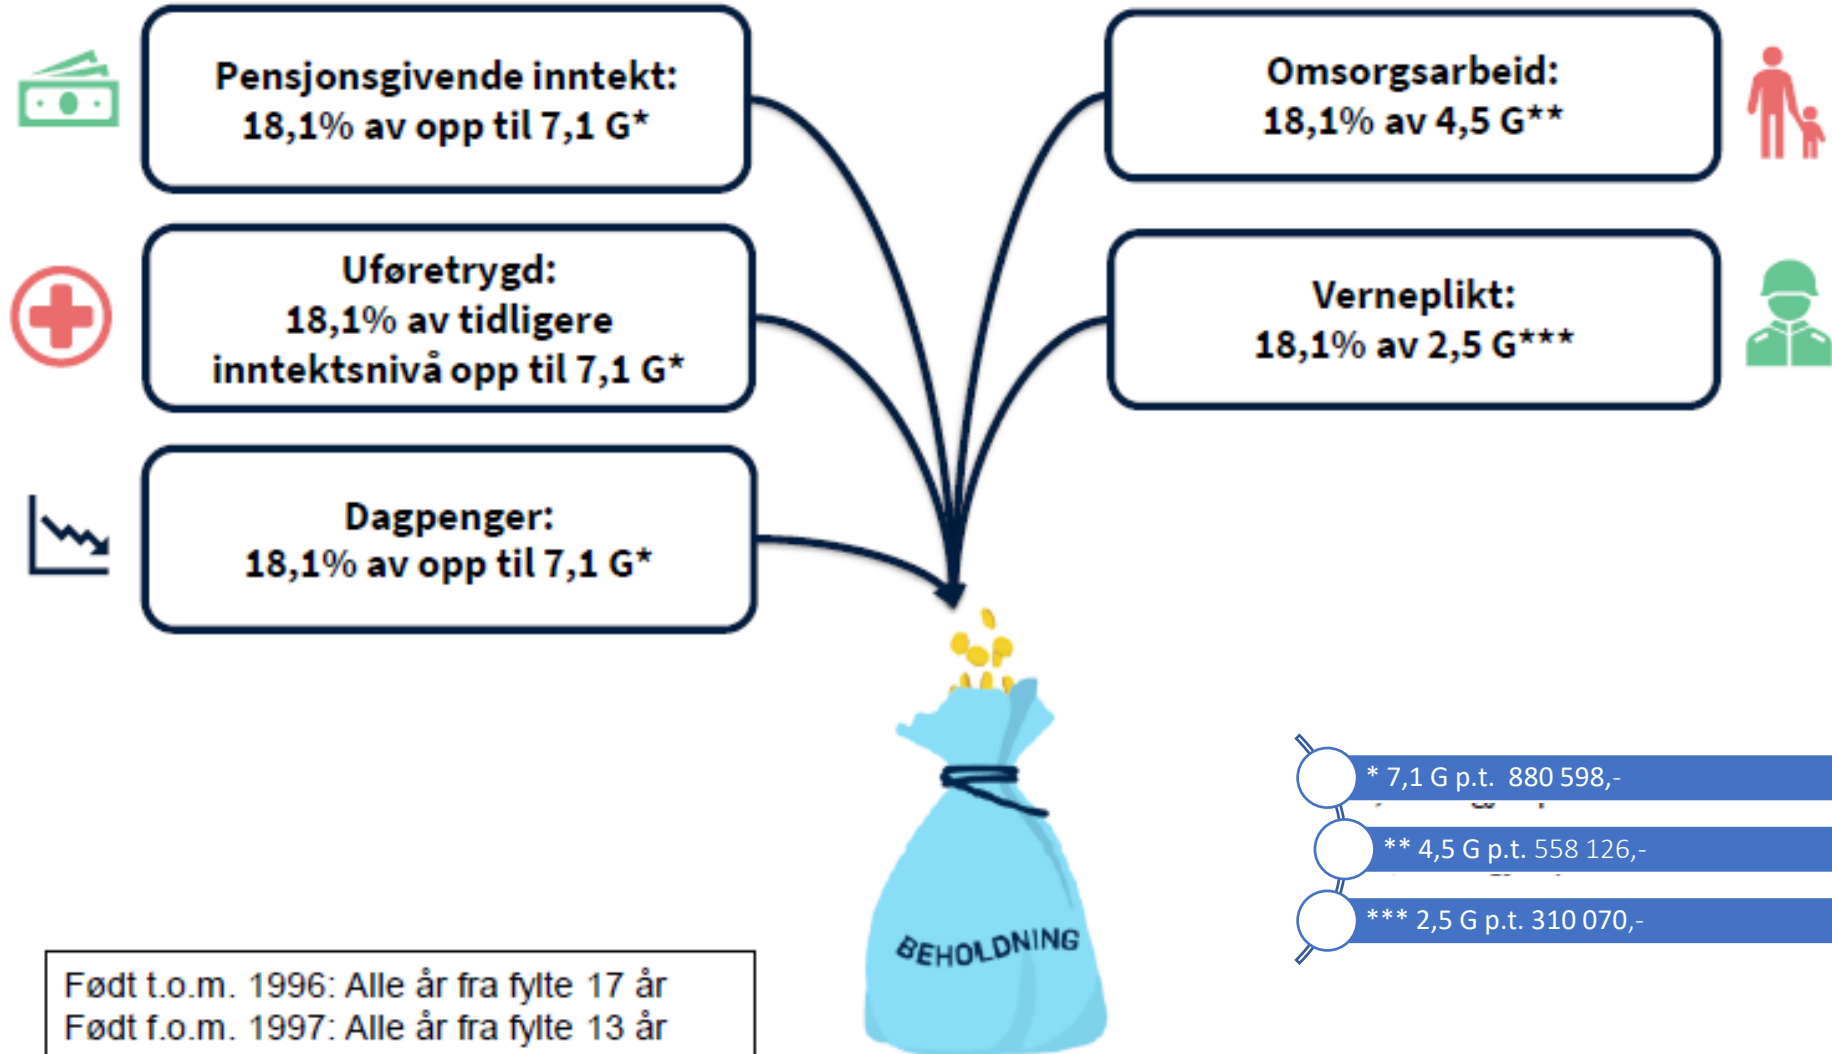 Pensjonsgivende inntekt:
18,1% av opp til 7,1 G*
Uføretrygd:
18,1% av tidligere
inntektsnivå opp til 7,1 G*
Dagpenger:
18,1% av opp til 7,1 G*
Omsorgsarbeid:
18,1% av 4,5 G**
Verneplikt:
18,1% av 2,5 G***
BEHOLDNING
* 7,1 G p.t. 880 598,-
** 4,5 G p.t. 558 126,-
*** 2,5 G p.t. 310 070,-
Født t.o.m. 1996: Alle år fra fylte 17 år
Født f.o.m. 1997: Alle år fra fylte 13 år